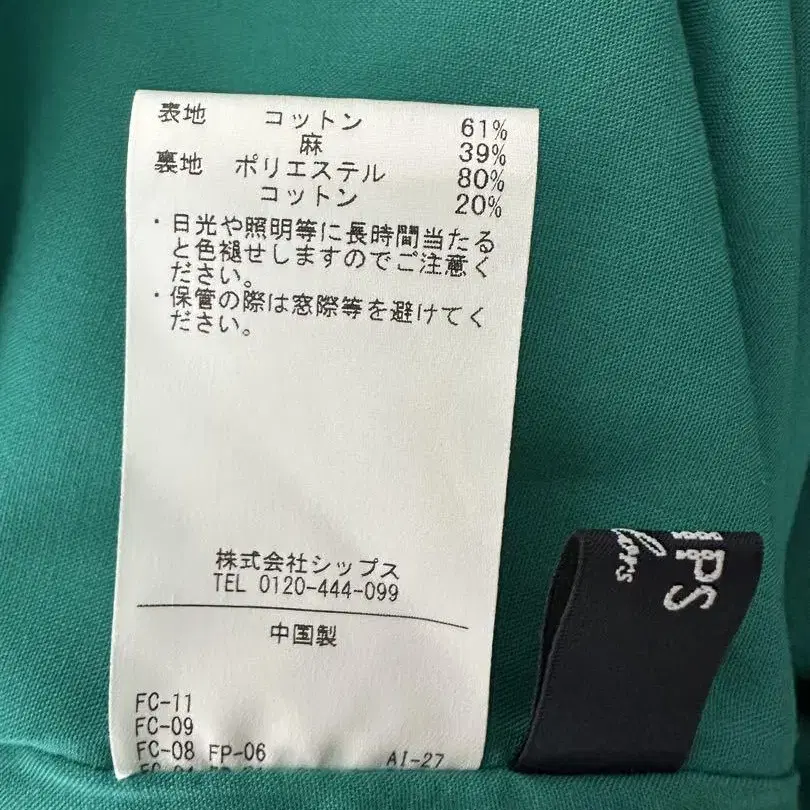 表地 コットン 61%
麻 39%
裏地 ポリエステル 80%
コットン 20%
・日光や照明等に長時間当たる
と色褪せしますのでご注意く
ださい。
・保管の際は窓際等を避けてく
ださい。
株式会社シップス
TEL 0120-444-099
中国製
FC-11
FC-09
FC-08 FP-06 AI-27
IPS
lors